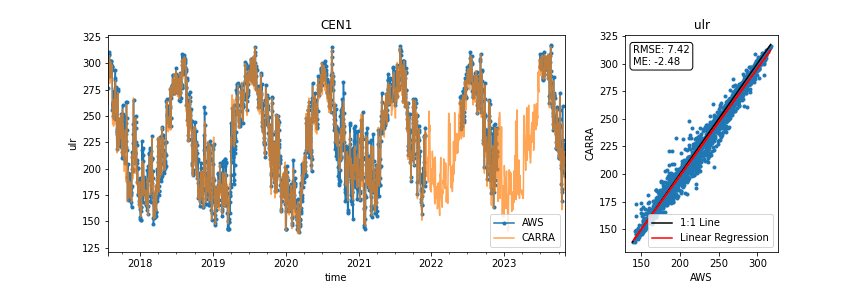 CEN1
ulr
325
300
275
250
225
200
175
150
125
2018
2019
2020
2021
2022
2023
time
AWS
CARRA
ulr
CARRA
325
300
275
250
225
200
175
150
RMSE: 7.42
ME: -2.48
1:1 Line
Linear Regression
150
200
250
300
AWS